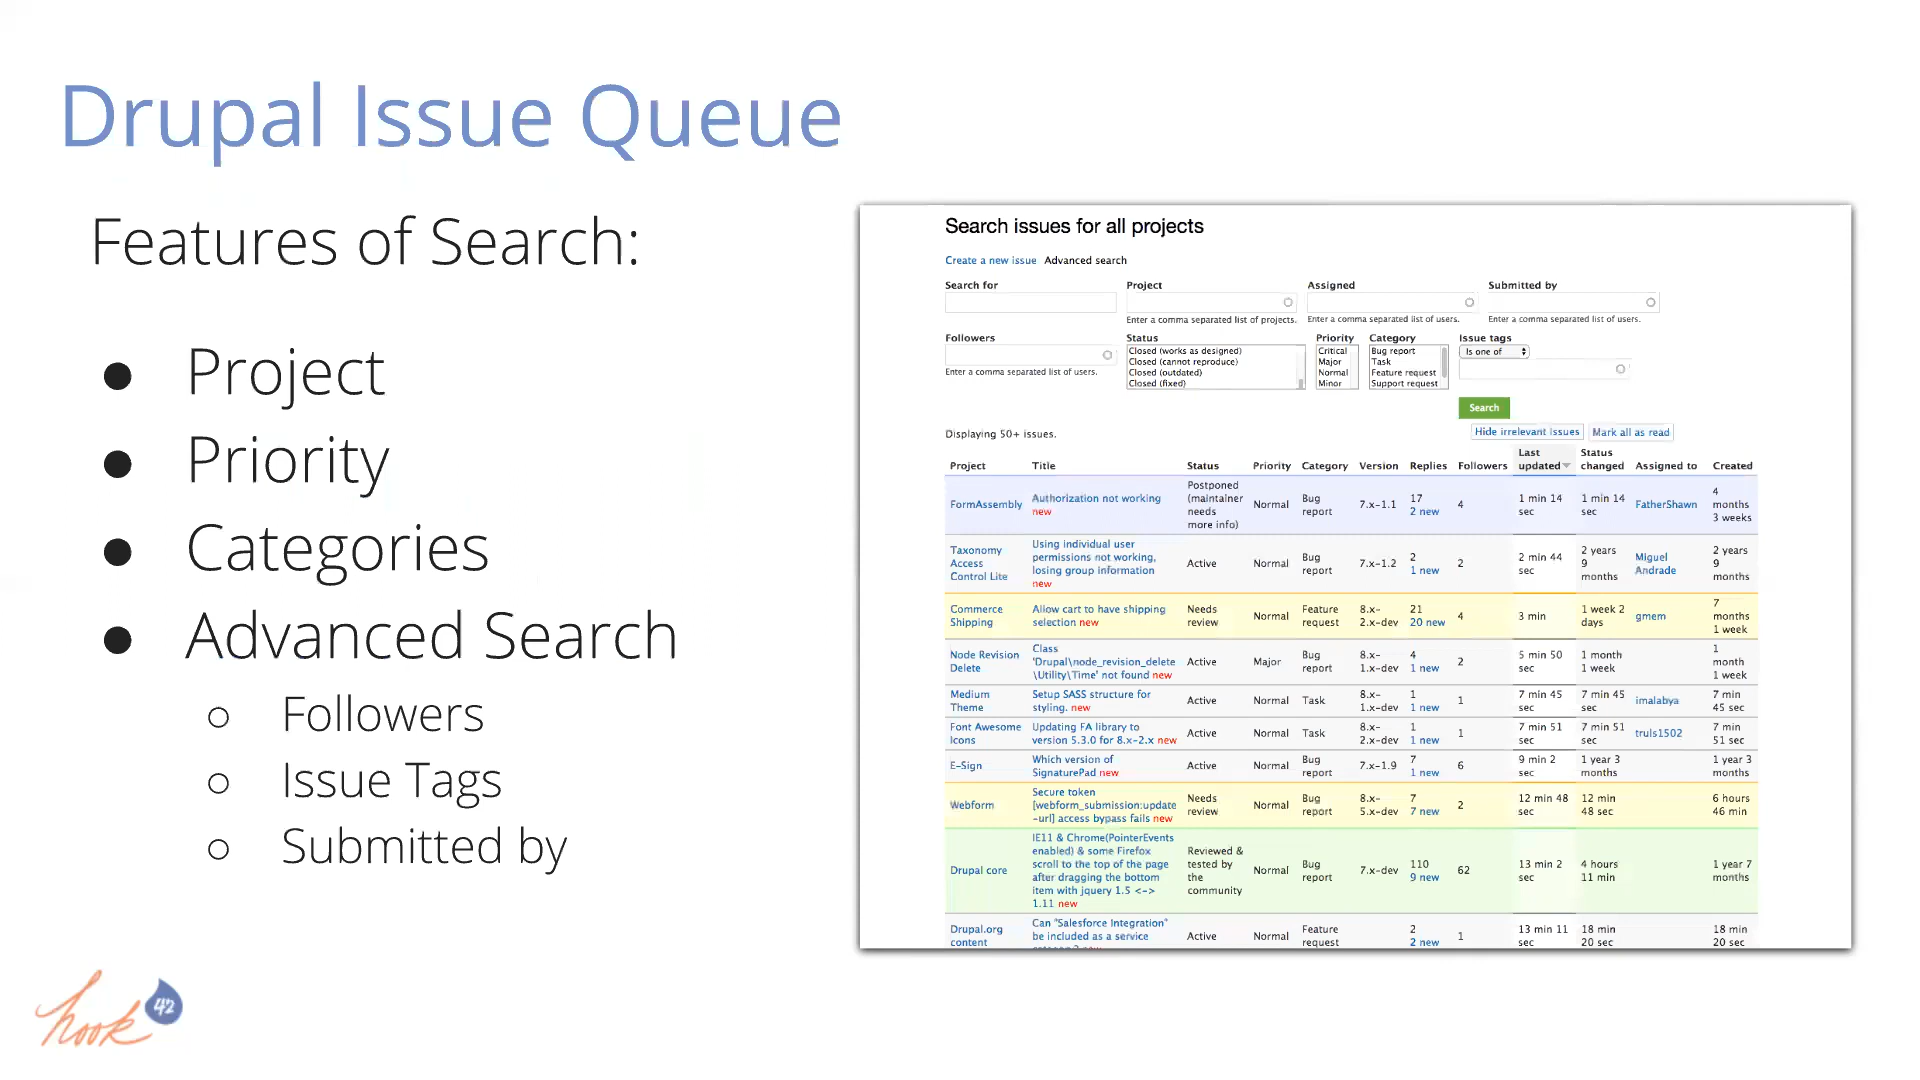 Drupal Issue Queue
Features of Search:
● Project
● Priority
● Categories
● Advanced Search
○ Followers
○ Issue Tags
○ Submitted by
hook 42
Search issues for all projects
Create a new issue Advanced search
Search for Project Assigned Submitted by
Enter a comma separated list of projects. Enter a comma separated list of users. Enter a comma separated list of users.
Followers Status Priority Category Issue tags
Closed (works as designed) Critical Bug report Is one of
Closed (cannot reproduce) Major Task
Closed (outdated) Normal Feature request
Closed (fixed) Minor Support request
Enter a comma separated list of users.
Search
Displaying 50+ issues. Hide irrelevant issues Mark all as read
Project Title Status Priority Category Version Replies Followers Last updated Status changed Assigned to Created
FormAssembly Authorization not working new Postponed (maintainer needs more info) Normal Bug report 7.x-1.1 17 2 new 4 1 min 14 sec 1 min 14 sec FatherShawn 4 months 3 weeks
Taxonomy Access Control Lite Using individual user permissions not working, losing group information new Active Normal Bug report 7.x-1.2 2 1 new 2 2 min 44 sec 2 years 9 months Miguel Andrade 2 years 9 months
Commerce Shipping Allow cart to have shipping selection new Needs review Normal Feature request 8.x-2.x-dev 21 20 new 4 3 min 1 week 2 days gmem 7 months 1 week
Node Revision Delete Class 'Drupal\node_revision_delete\Utility\Time' not found new Active Major Bug report 8.x-1.x-dev 4 1 new 2 5 min 50 sec 1 month 1 week 1 month 1 week
Medium Theme Setup SASS structure for styling. new Active Normal Task 8.x-1.x-dev 1 1 new 1 7 min 45 sec 7 min 45 sec imalabya 7 min 45 sec
Font Awesome Icons Updating FA library to version 5.3.0 for 8.x-2.x new Active Normal Task 8.x-2.x-dev 1 1 new 1 7 min 51 sec 7 min 51 sec truls1502 7 min 51 sec
E-Sign Which version of SignaturePad new Active Normal Bug report 7.x-1.9 7 1 new 6 9 min 2 sec 1 year 3 months 1 year 3 months
Webform Secure token [webform_submission:update-url] access bypass fails new Needs review Normal Bug report 8.x-5.x-dev 7 7 new 2 12 min 48 sec 12 min 48 sec 6 hours 46 min
Drupal core IE11 & Chrome(PointerEvents enabled) & some Firefox scroll to the top of the page after dragging the bottom item with jquery 1.5 <-> 1.11 new Reviewed & tested by the community Normal Bug report 7.x-dev 110 9 new 62 13 min 2 sec 4 hours 11 min 1 year 7 months
Drupal.org content Can "Salesforce Integration" be included as a service Active Normal Feature request 2 2 new 1 13 min 11 sec 18 min 20 sec 18 min 20 sec